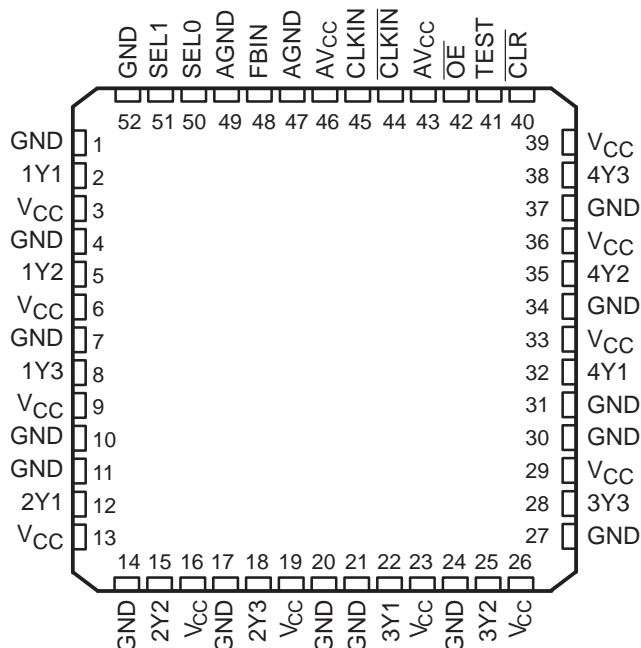 GND SEL1 SEL0 AGND FBIN AGND AVCC CLKIN CLKIN AVCC OE TEST CLR
52 51 50 49 48 47 46 45 44 43 42 41 40
GND 1
1Y1 2
VCC 3
GND 4
1Y2 5
VCC 6
GND 7
1Y3 8
VCC 9
GND 10
GND 11
2Y1 12
VCC 13
39 VCC
38 4Y3
37 GND
36 VCC
35 4Y2
34 GND
33 VCC
32 4Y1
31 GND
30 GND
29 VCC
28 3Y3
27 GND
14 15 16 17 18 19 20 21 22 23 24 25 26
GND 2Y2 VCC GND 2Y3 VCC GND GND 3Y1 VCC GND 3Y2 VCC